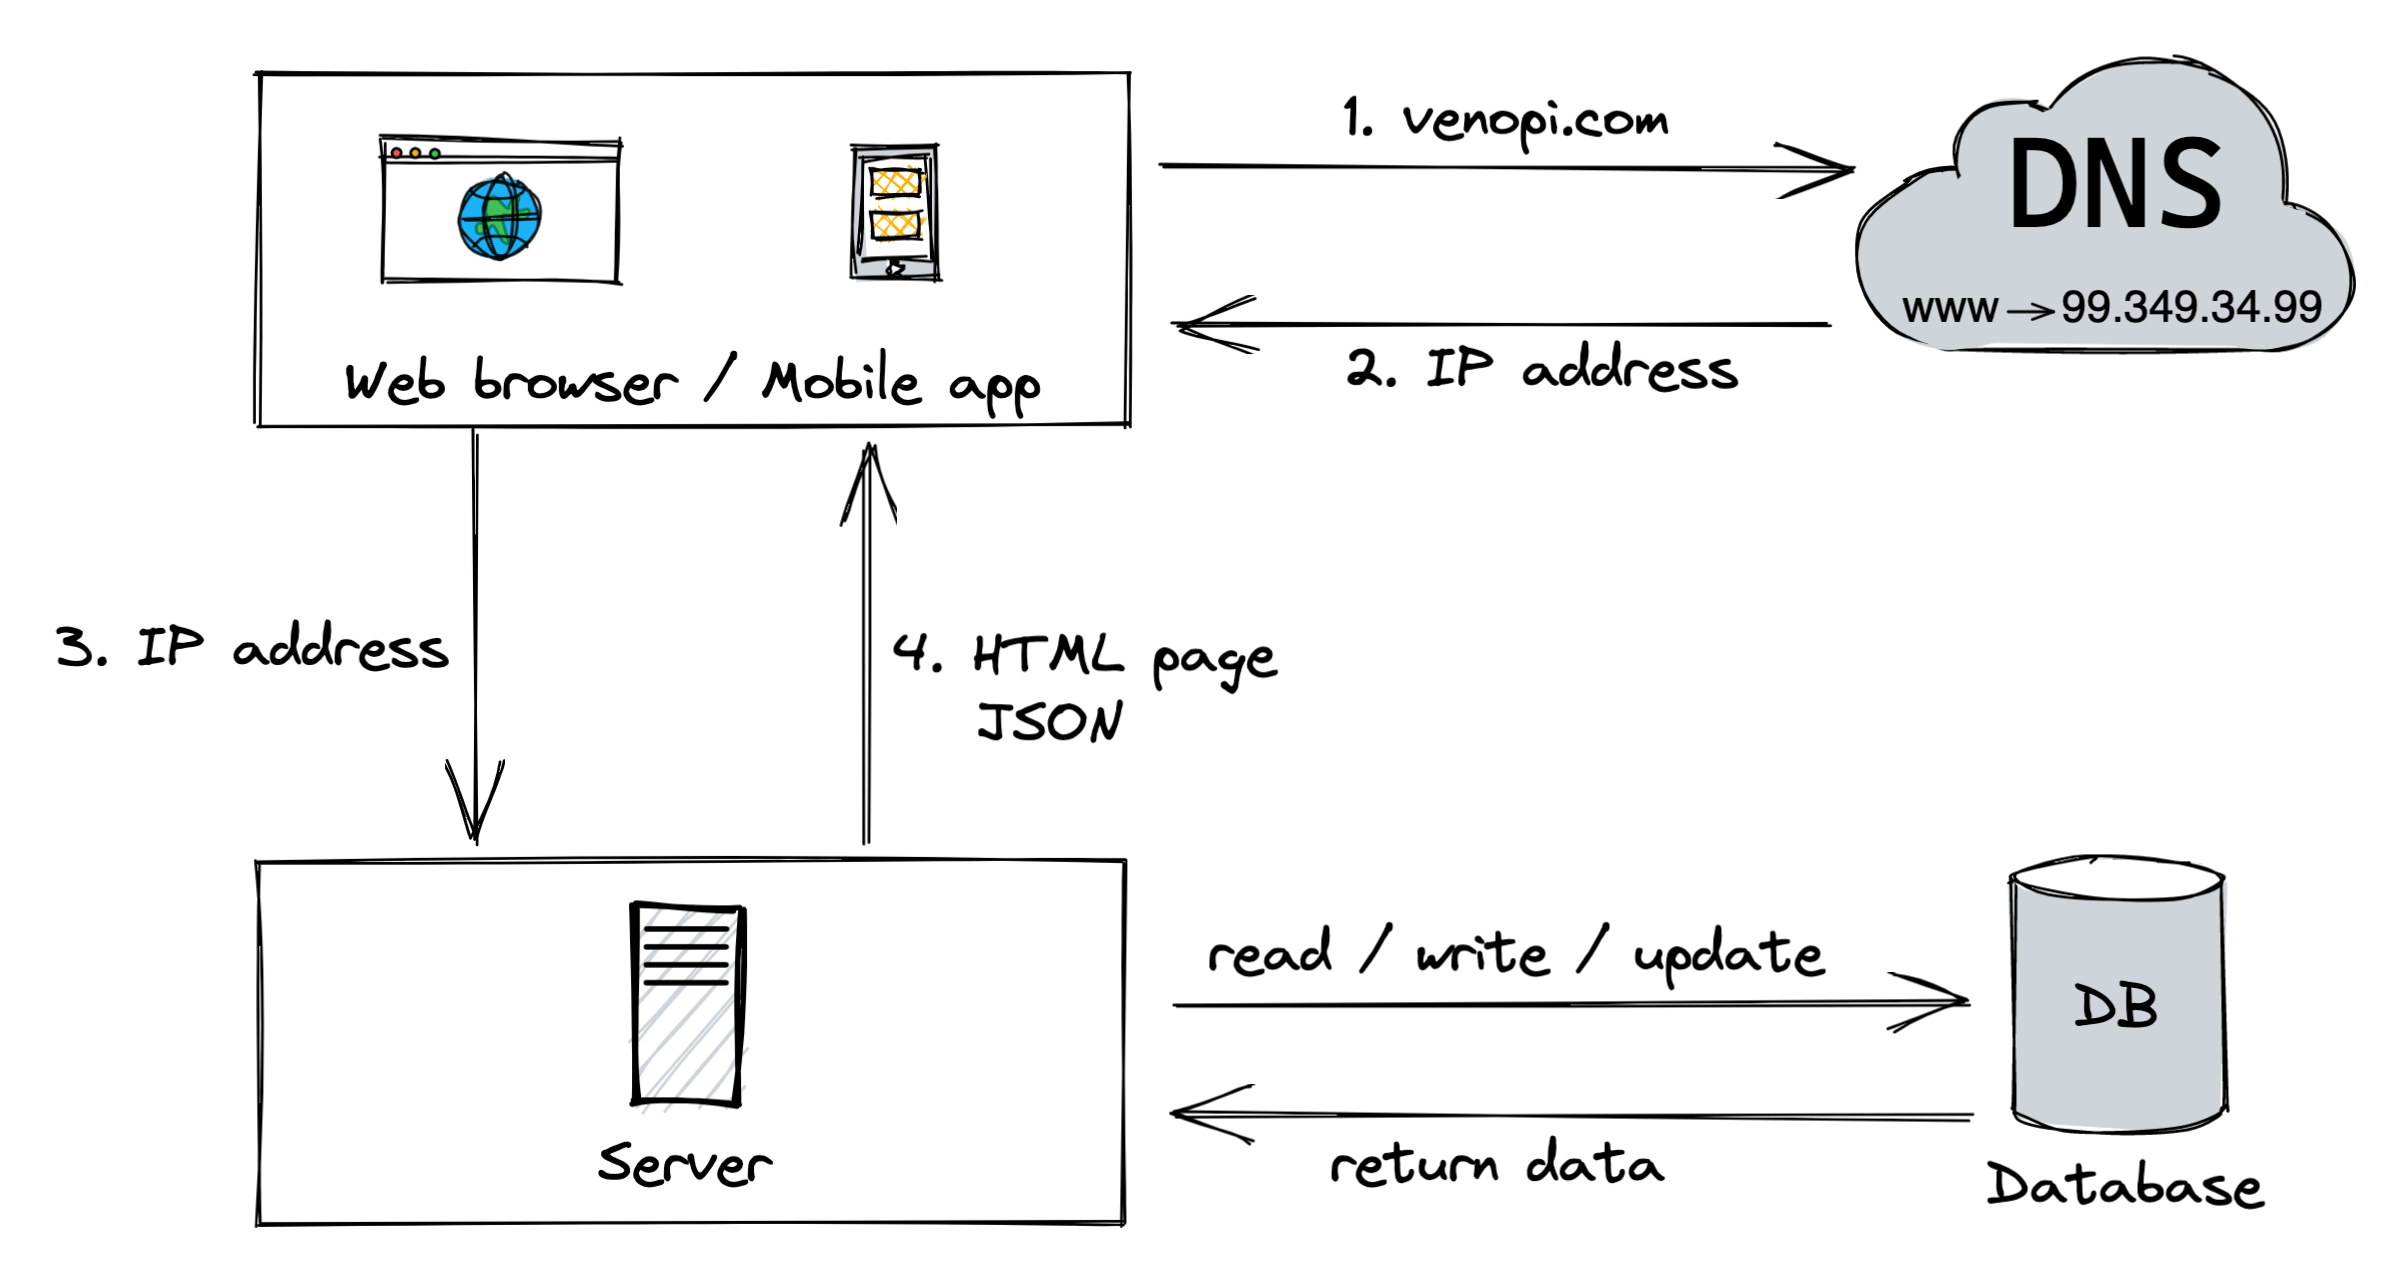 1. venopi.com
DNS
www → 99.349.34.99
2. IP address
Web browser / Mobile app
3. IP address
4. HTML page
JSON
read / write / update
DB
return data
Server
Database